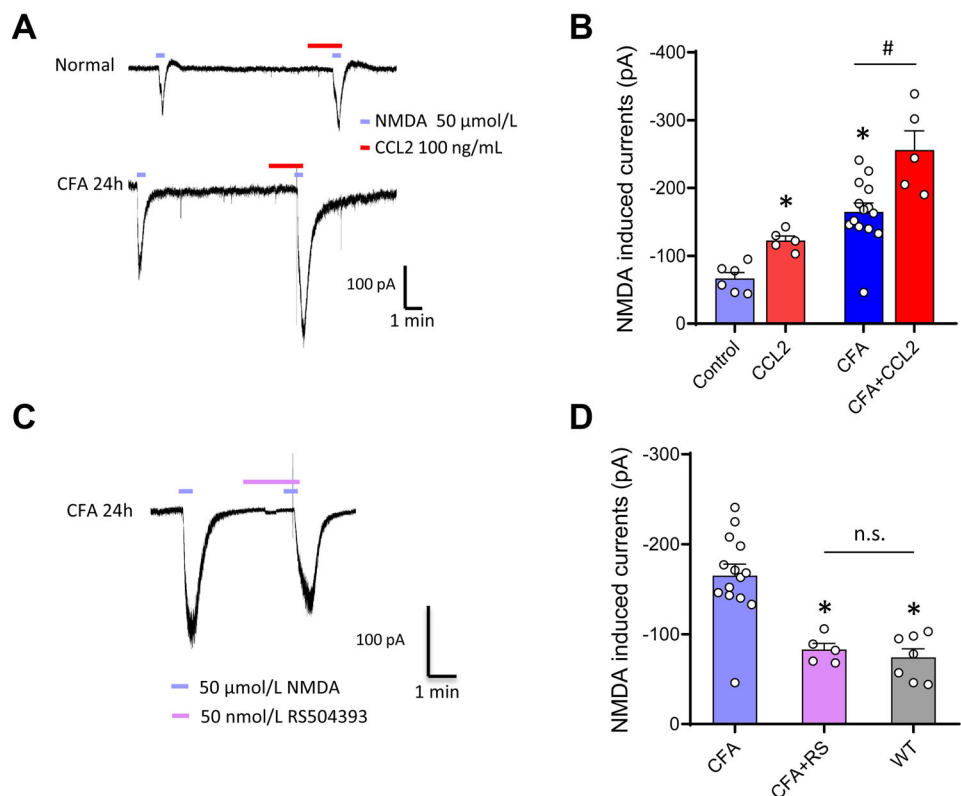 A
Normal
NMDA 50 µmol/L
CCL2 100 ng/mL
CFA 24h
100 pA
1 min
B
NMDA induced currents (pA)
-400
-300
-200
-100
0
#
*
*
Control
CCL2
CFA
CFA+CCL2
C
CFA 24h
100 pA
1 min
50 µmol/L NMDA
50 nmol/L RS504393
D
NMDA induced currents (pA)
-300
-200
-100
0
n.s.
*
*
CFA
CFA+RS
WT